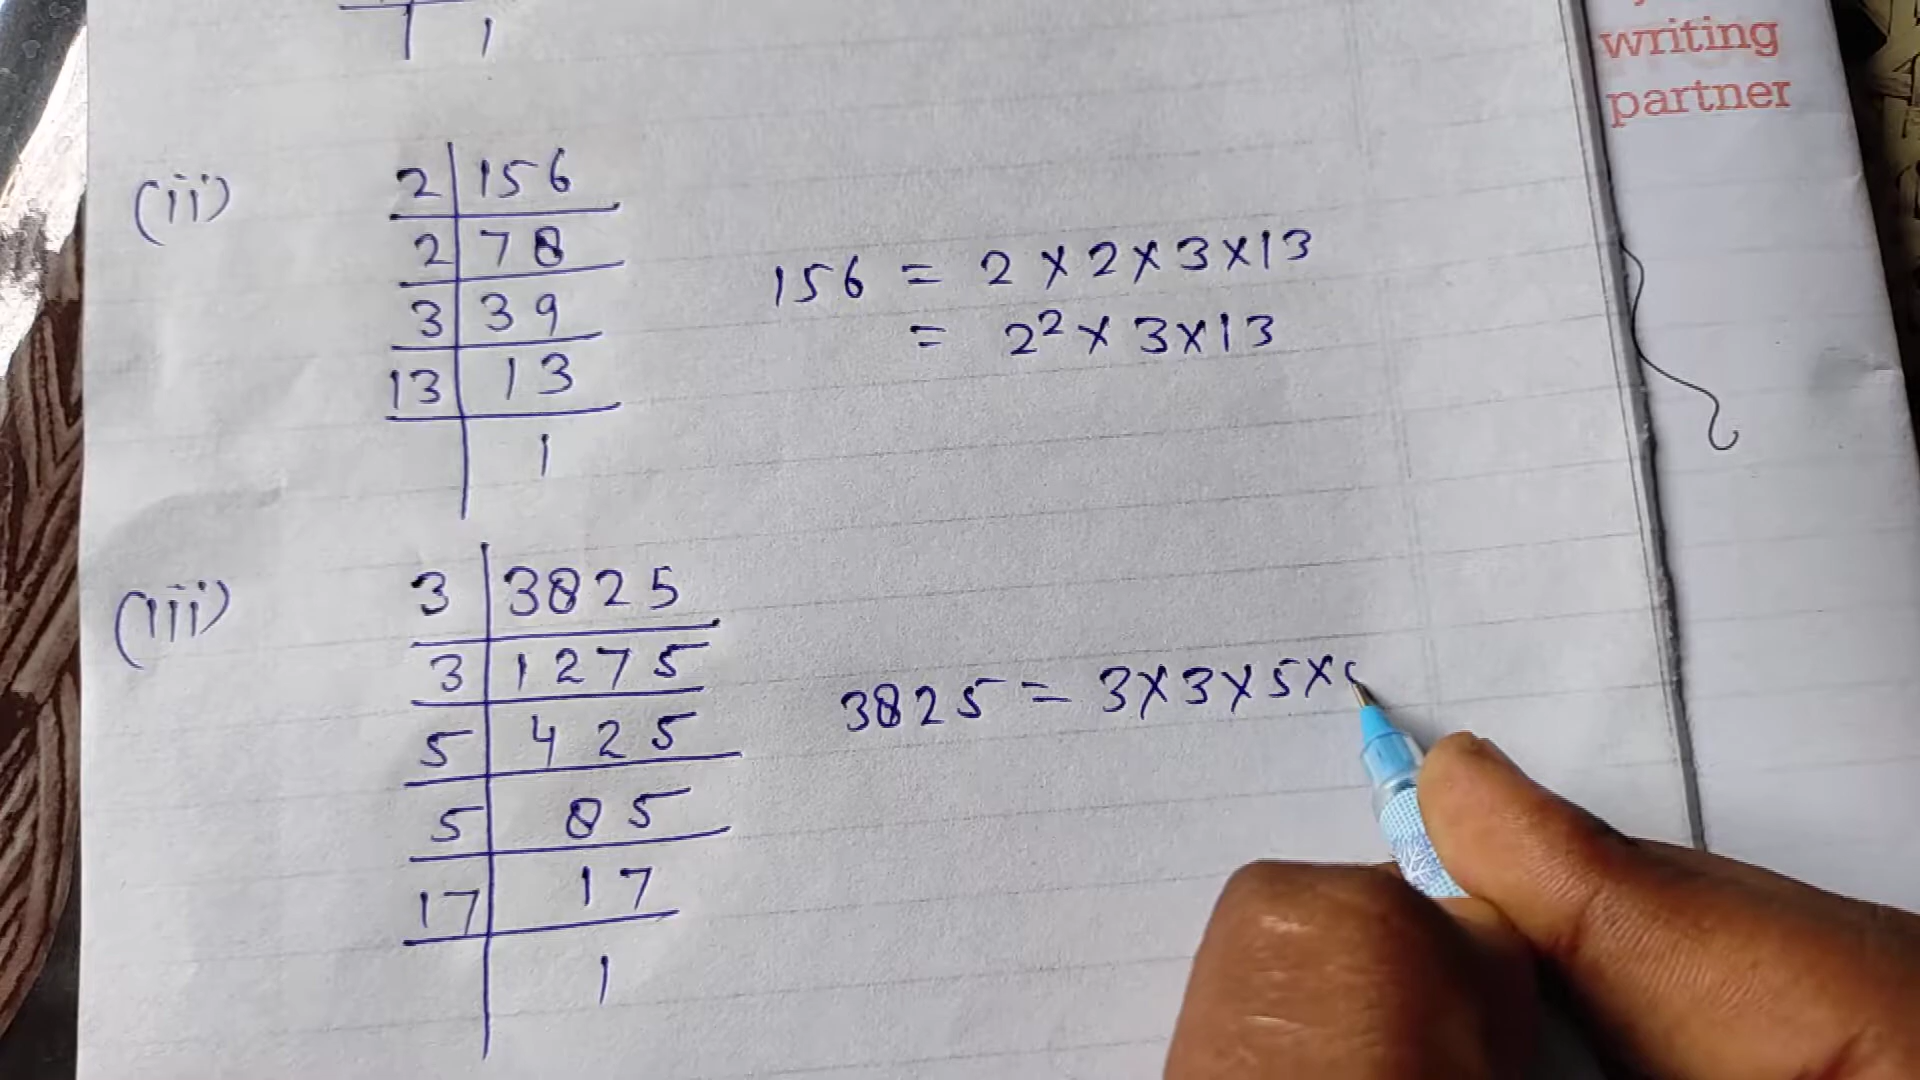 1
writing
partner
(ii)
2 156
2 78
3 39
13 13
1
156 = 2 × 2 × 3 × 13
= 2² × 3 × 13
(iii)
3 3825
3 1275
5 425
5 85
17 17
1
3825 = 3 × 3 × 5 ×